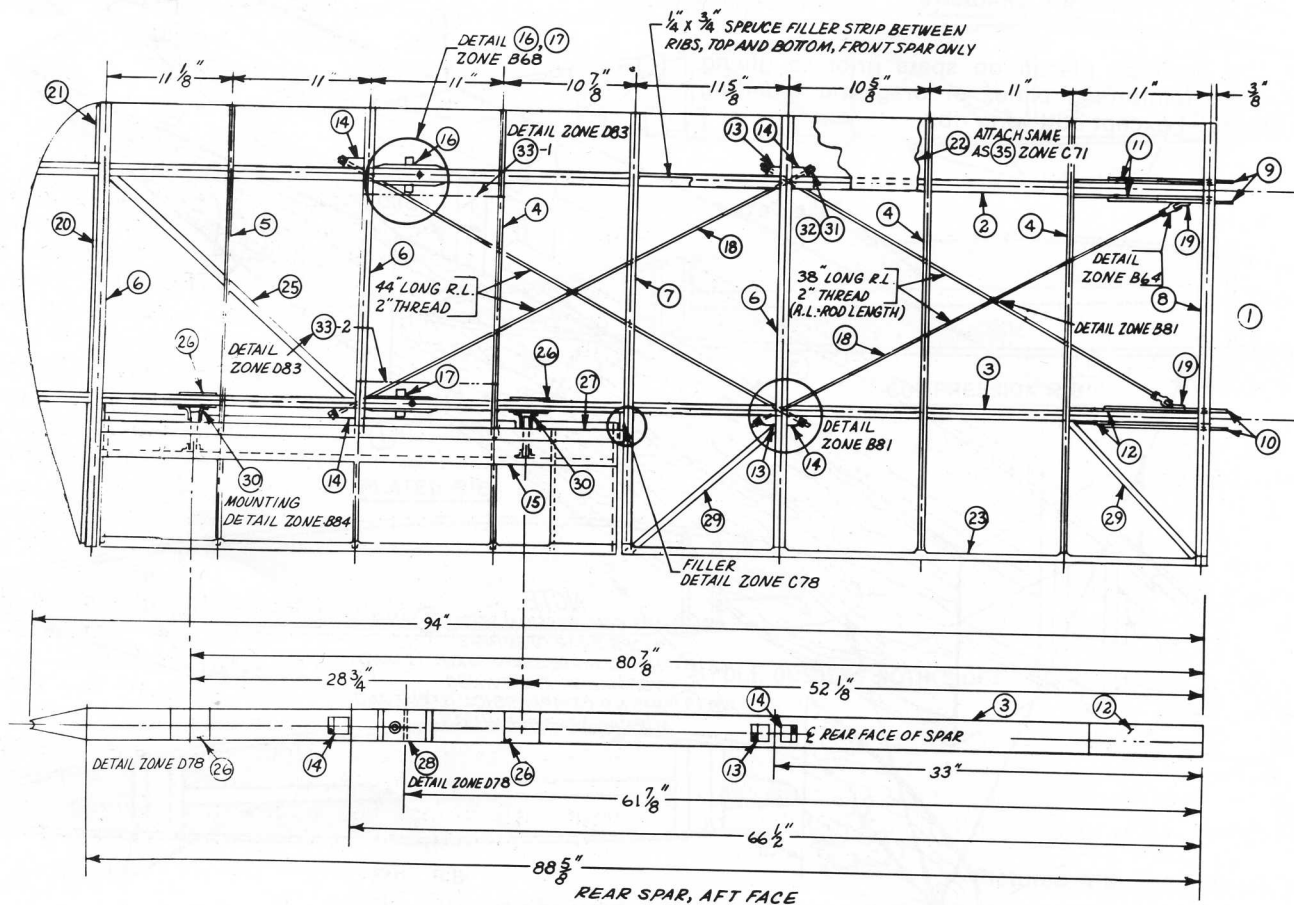 1/4" X 3/4" SPRUCE FILLER STRIP BETWEEN
RIBS, TOP AND BOTTOM, FRONT SPAR ONLY
DETAIL 16, 17
ZONE B68
11 1/8"
11"
11"
10 7/8"
11 5/8"
10 5/8"
11"
11"
3/8"
21
14
16
DETAIL ZONE D83
33-1
13
14
22
ATTACH SAME
AS 35 ZONE C71
11
9
20
5
4
18
32
31
4
2
4
19
6
25
6
44" LONG R.L.
2" THREAD
7
6
38" LONG R.L.
2" THREAD
(R.L.-ROD LENGTH)
DETAIL
ZONE B64
8
1
DETAIL
ZONE D83
33-2
18
DETAIL ZONE B81
26
17
26
27
3
19
10
30
MOUNTING
DETAIL ZONE B84
14
15
30
29
13
14
DETAIL
ZONE B81
12
29
23
FILLER
DETAIL ZONE C78
94"
80 7/8"
28 3/4"
52 1/8"
14
3
12
℄ REAR FACE OF SPAR
DETAIL ZONE D78
26
14
28
DETAIL ZONE D78
26
13
33"
61 7/8"
66 1/2"
88 5/8"
REAR SPAR, AFT FACE